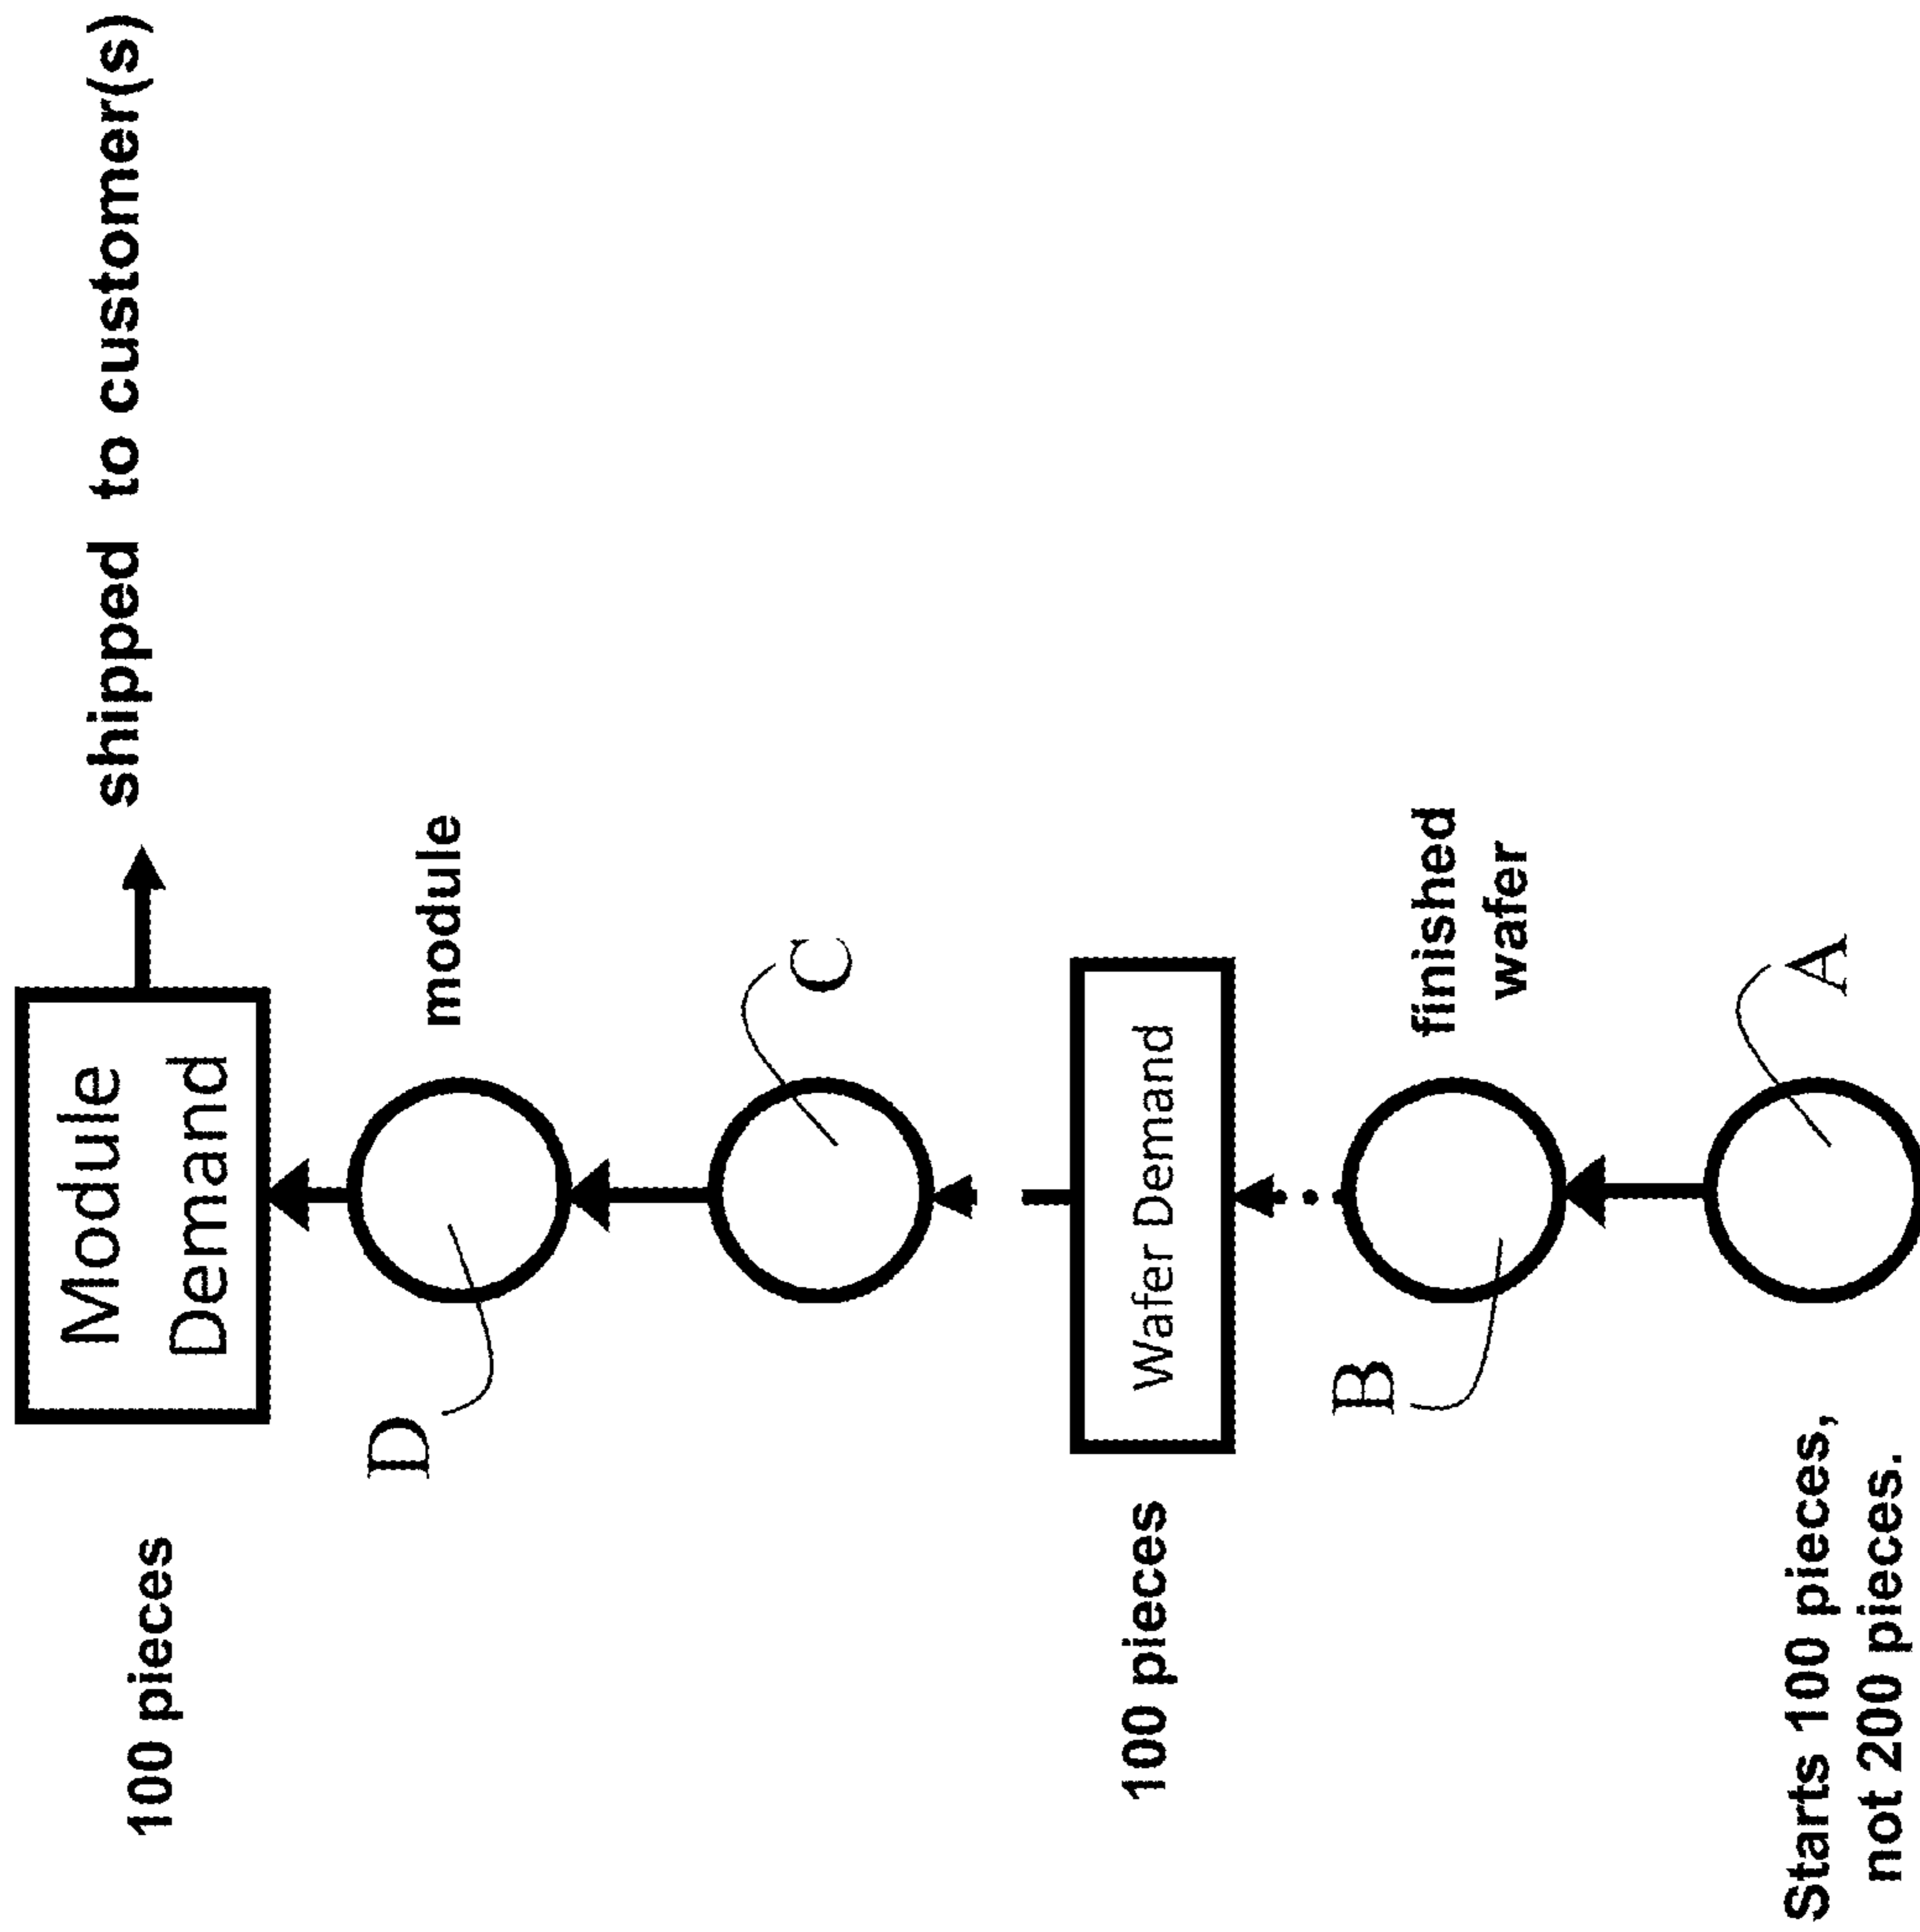 100 pieces
Module
Demand
shipped to customer(s)
D
module
C
100 pieces
Wafer Demand
B
finished
wafer
Starts 100 pieces,
not 200 pieces.
A